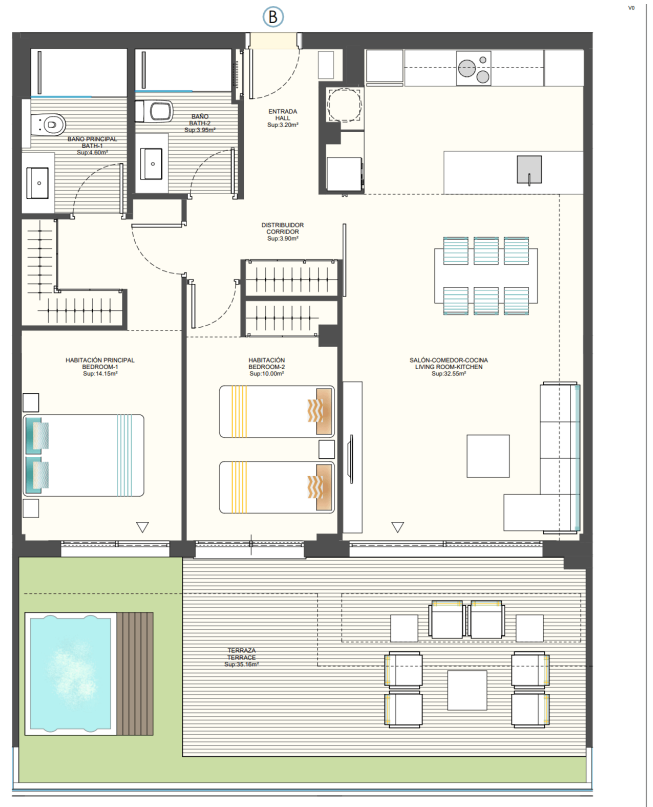 B
V0
BAÑO PRINCIPAL
BATH-1
Sup:4.60m²
BAÑO
BATH-2
Sup:3.95m²
ENTRADA
HALL
Sup:3.20m²
DISTRIBUIDOR
CORRIDOR
Sup:3.90m²
HABITACIÓN PRINCIPAL
BEDROOM-1
Sup:14.15m²
HABITACIÓN
BEDROOM-2
Sup:10.00m²
SALÓN-COMEDOR-COCINA
LIVING ROOM-KITCHEN
Sup:32.55m²
TERRAZA
TERRACE
Sup:35.16m²